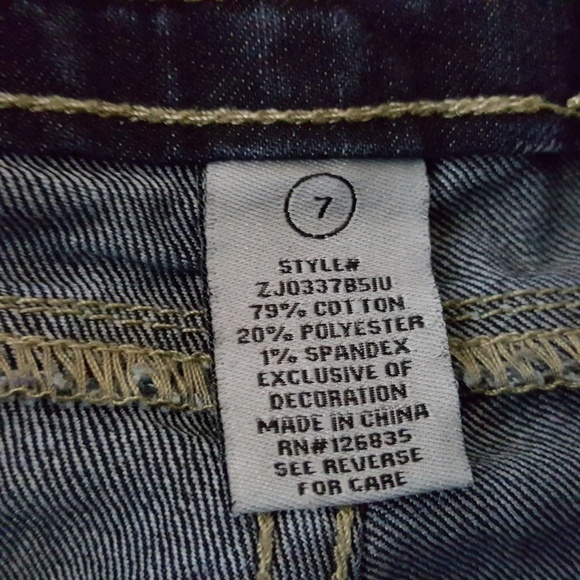 7
STYLE#
ZJ0337B5IU
79% COTTON
20% POLYESTER
1% SPANDEX
EXCLUSIVE OF
DECORATION
MADE IN CHINA
RN#126835
SEE REVERSE
FOR CARE